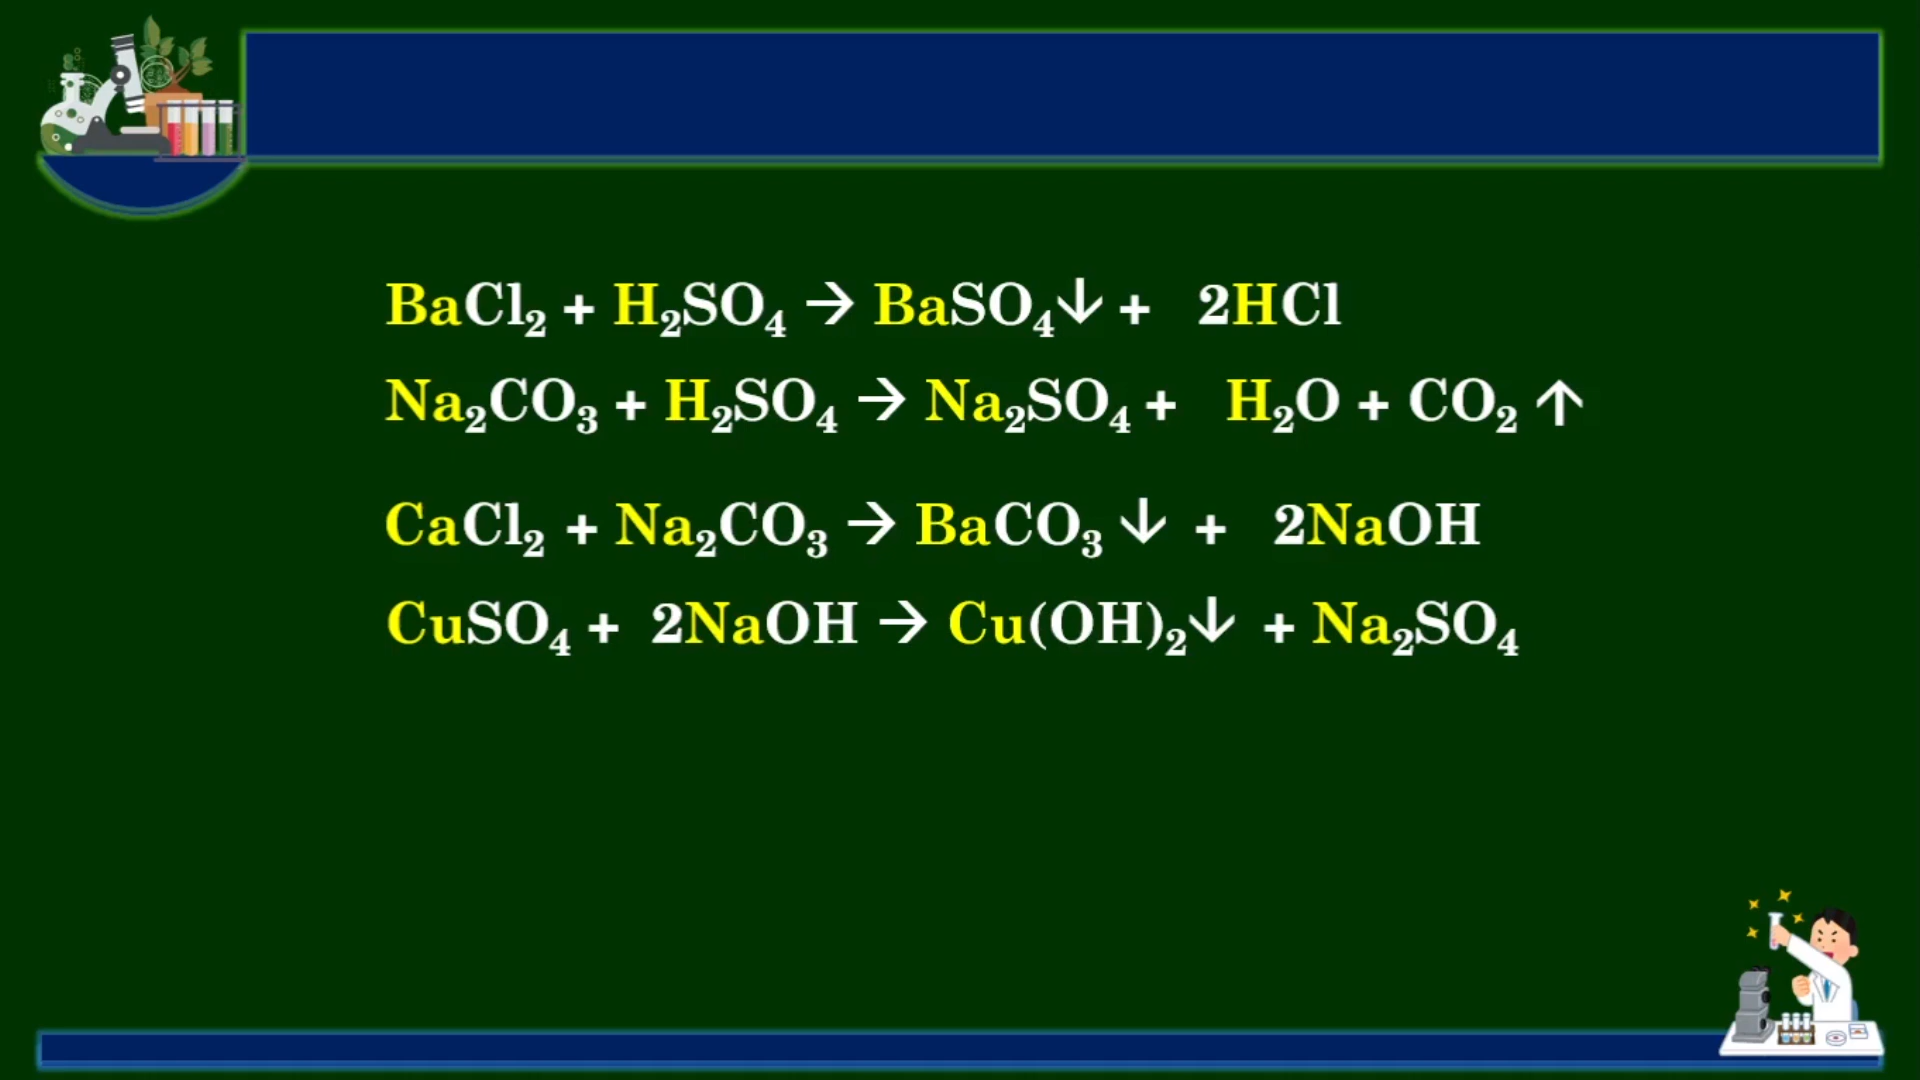 BaCl₂ + H₂SO₄ → BaSO₄↓ + 2HCl
Na₂CO₃ + H₂SO₄ → Na₂SO₄ + H₂O + CO₂ ↑
CaCl₂ + Na₂CO₃ → BaCO₃ ↓ + 2NaOH
CuSO₄ + 2NaOH → Cu(OH)₂↓ + Na₂SO₄